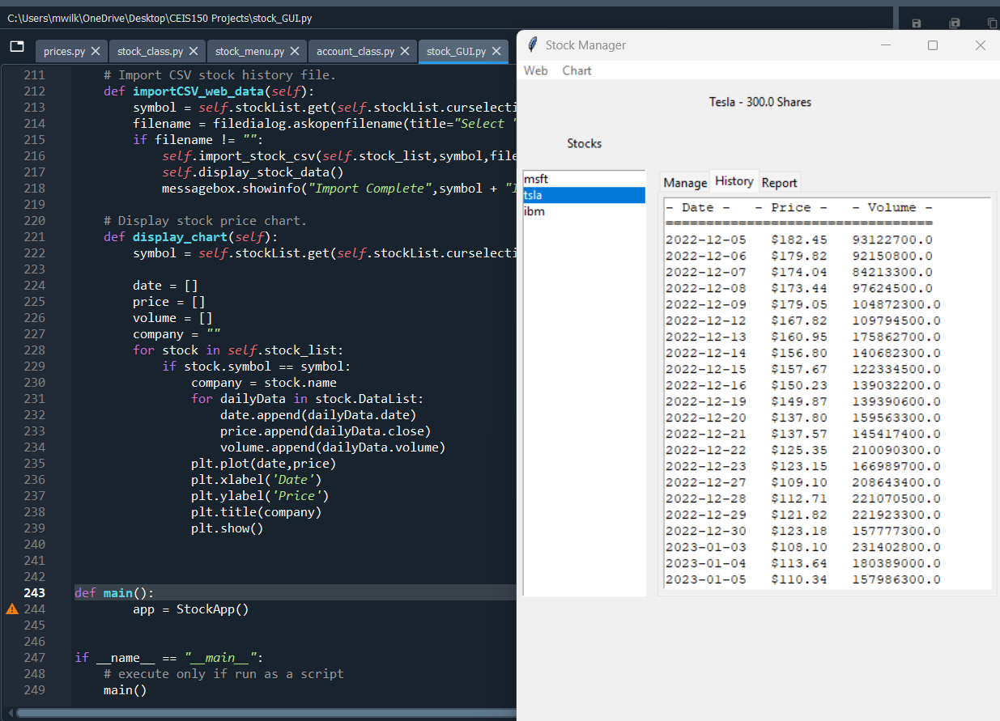 C:\Users\mwilk\OneDrive\Desktop\CEIS150 Projects\stock_GUI.py
prices.py
stock_class.py
stock_menu.py
account_class.py
stock_GUI.py
211 # Import CSV stock history file.
212 def importCSV_web_data(self):
213 symbol = self.stockList.get(self.stockList.curselecti
214 filename = filedialog.askopenfilename(title="Select
215 if filename != "":
216 self.import_stock_csv(self.stock_list,symbol,file
217 self.display_stock_data()
218 messagebox.showinfo("Import Complete",symbol + "I
219
220 # Display stock price chart.
221 def display_chart(self):
222 symbol = self.stockList.get(self.stockList.curselecti
223
224 date = []
225 price = []
226 volume = []
227 company = ""
228 for stock in self.stock_list:
229 if stock.symbol == symbol:
230 company = stock.name
231 for dailyData in stock.DataList:
232 date.append(dailyData.date)
233 price.append(dailyData.close)
234 volume.append(dailyData.volume)
235 plt.plot(date,price)
236 plt.xlabel('Date')
237 plt.ylabel('Price')
238 plt.title(company)
239 plt.show()
240
241
242
243 def main():
244 app = StockApp()
245
246
247 if __name__ == "__main__":
248 # execute only if run as a script
249 main()
Stock Manager
Web Chart
Tesla - 300.0 Shares
Stocks
msft
tsla
ibm
Manage History Report
- Date - - Price - - Volume -
=================================
2022-12-05 $182.45 93122700.0
2022-12-06 $179.82 92150800.0
2022-12-07 $174.04 84213300.0
2022-12-08 $173.44 97624500.0
2022-12-09 $179.05 104872300.0
2022-12-12 $167.82 109794500.0
2022-12-13 $160.95 175862700.0
2022-12-14 $156.80 140682300.0
2022-12-15 $157.67 122334500.0
2022-12-16 $150.23 139032200.0
2022-12-19 $149.87 139390600.0
2022-12-20 $137.80 159563300.0
2022-12-21 $137.57 145417400.0
2022-12-22 $125.35 210090300.0
2022-12-23 $123.15 166989700.0
2022-12-27 $109.10 208643400.0
2022-12-28 $112.71 221070500.0
2022-12-29 $121.82 221923300.0
2022-12-30 $123.18 157777300.0
2023-01-03 $108.10 231402800.0
2023-01-04 $113.64 180389000.0
2023-01-05 $110.34 157986300.0